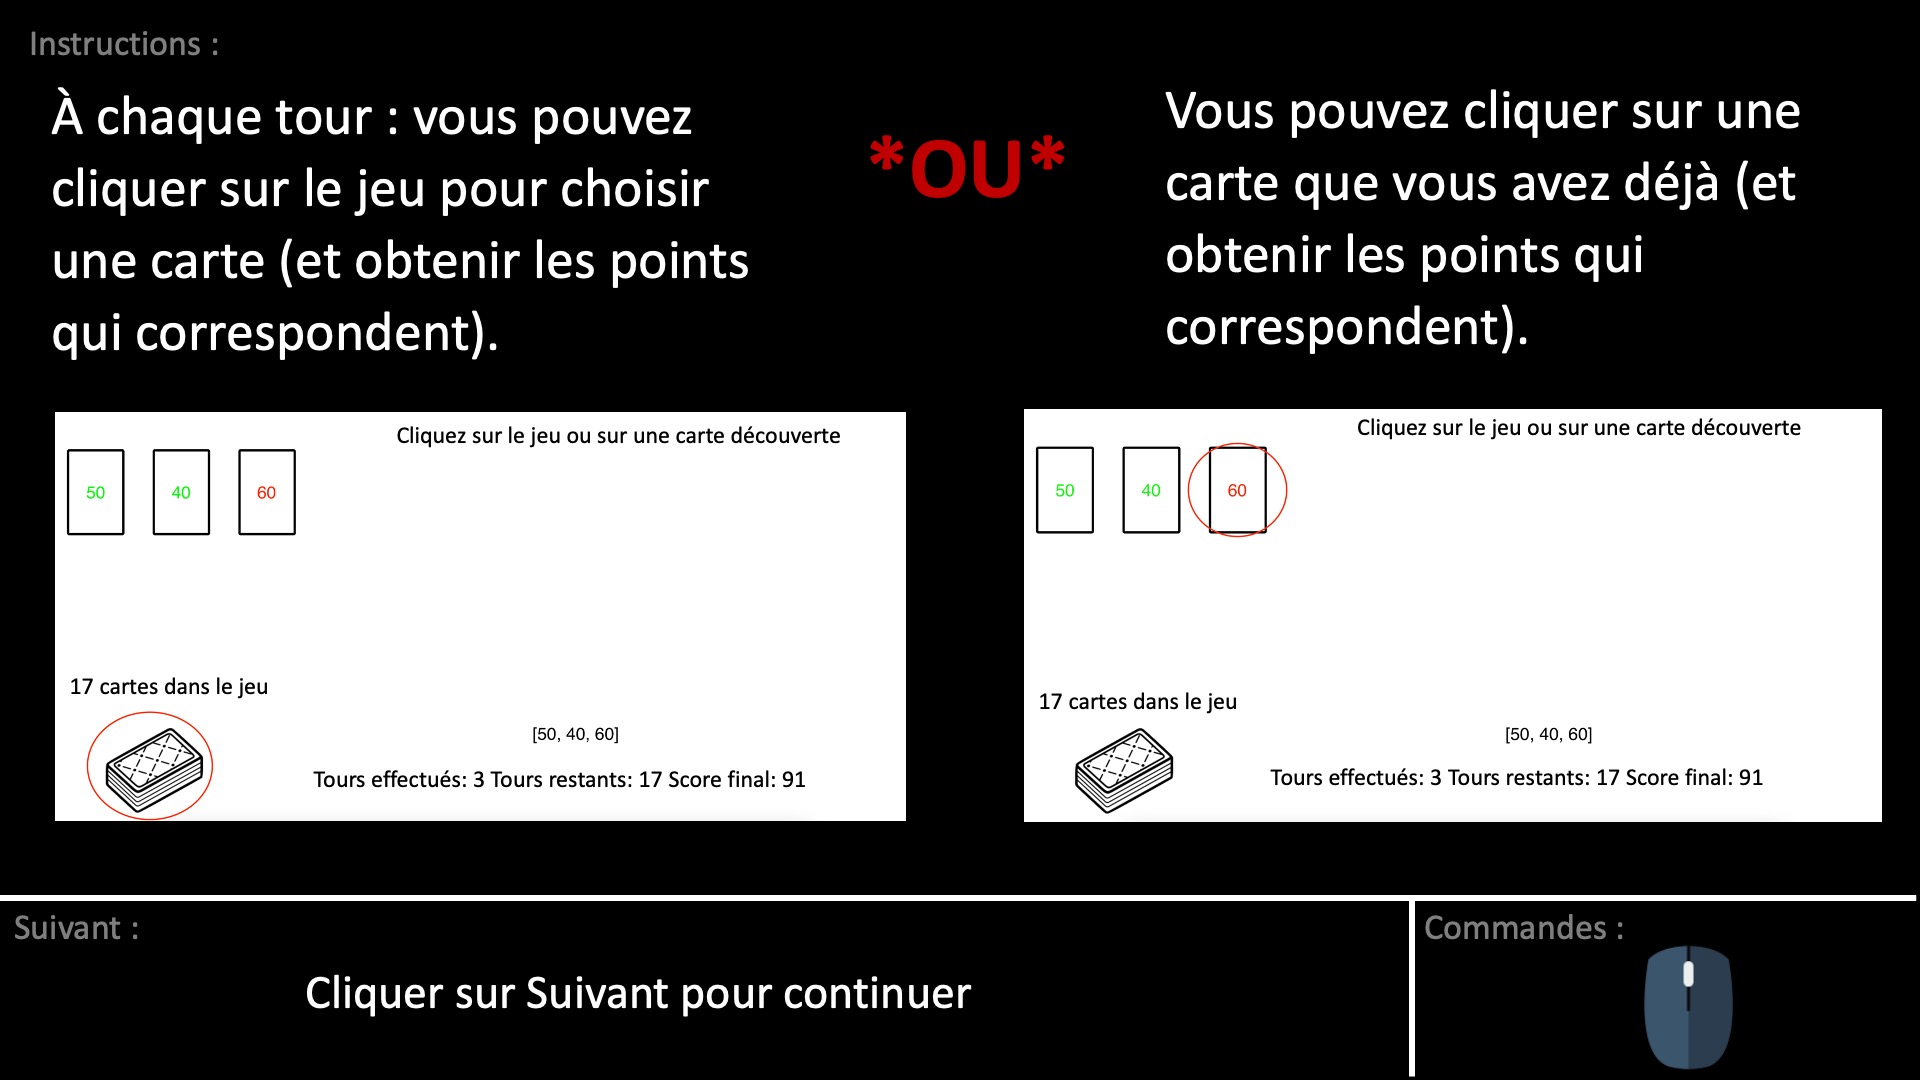 Instructions :
À chaque tour : vous pouvez
cliquer sur le jeu pour choisir
une carte (et obtenir les points
qui correspondent).
*OU*
Vous pouvez cliquer sur une
carte que vous avez déjà (et
obtenir les points qui
correspondent).
Cliquez sur le jeu ou sur une carte découverte
50 40 60
17 cartes dans le jeu
[50, 40, 60]
Tours effectués: 3 Tours restants: 17 Score final: 91
Cliquez sur le jeu ou sur une carte découverte
50 40 60
17 cartes dans le jeu
[50, 40, 60]
Tours effectués: 3 Tours restants: 17 Score final: 91
Suivant :
Cliquer sur Suivant pour continuer
Commandes :